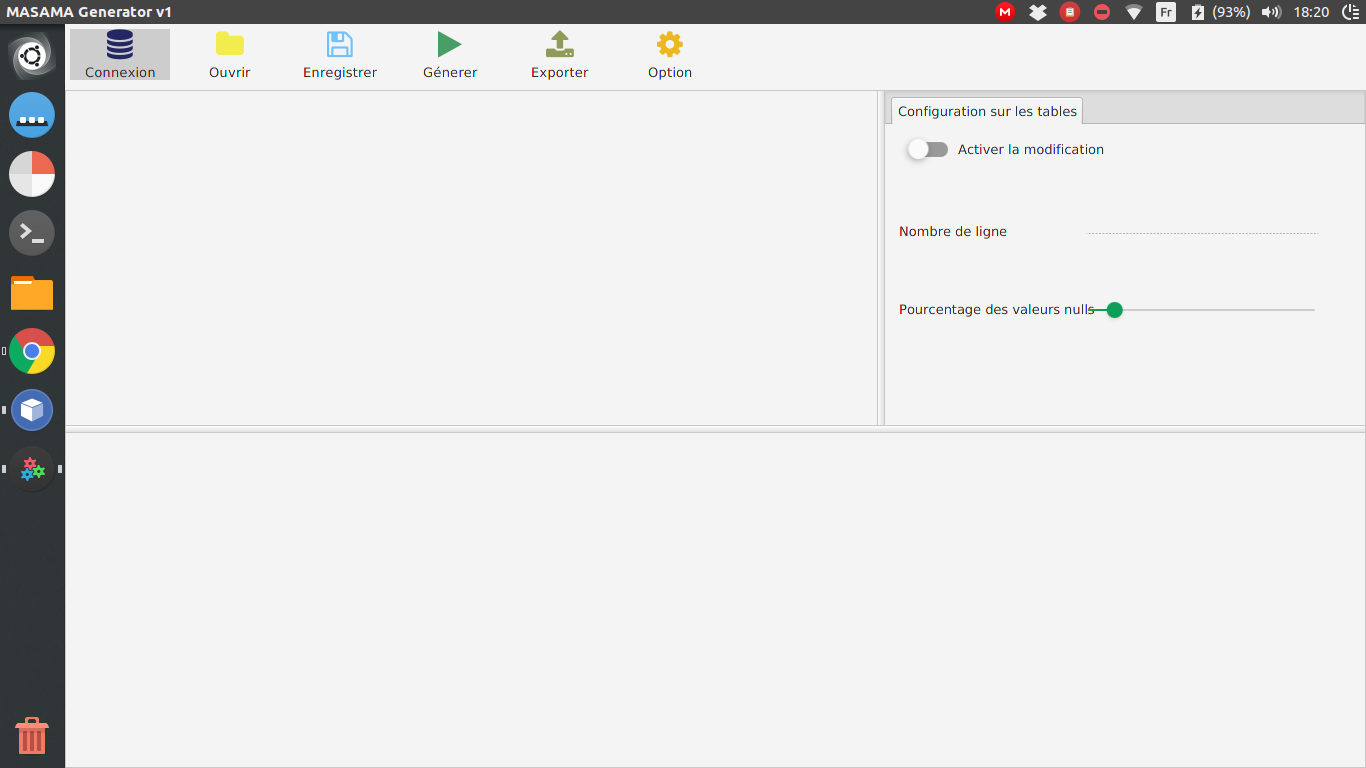 MASAMA Generator v1
M
Fr
(93%)
18:20
Connexion
Ouvrir
Enregistrer
Génerer
Exporter
Option
Configuration sur les tables
Activer la modification
Nombre de ligne
Pourcentage des valeurs nulls